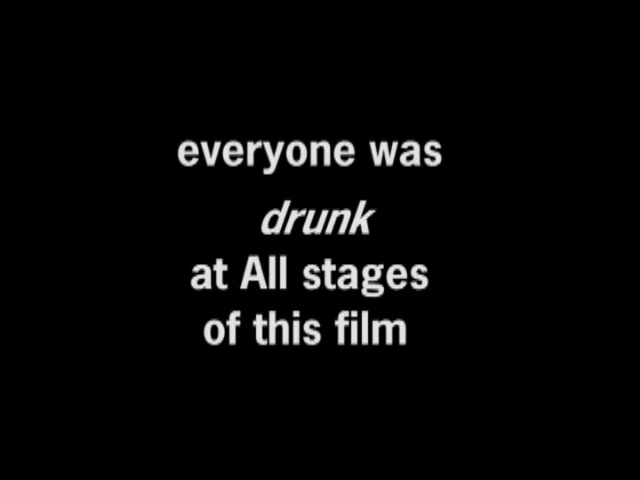 everyone was
drunk
at All stages
of this film